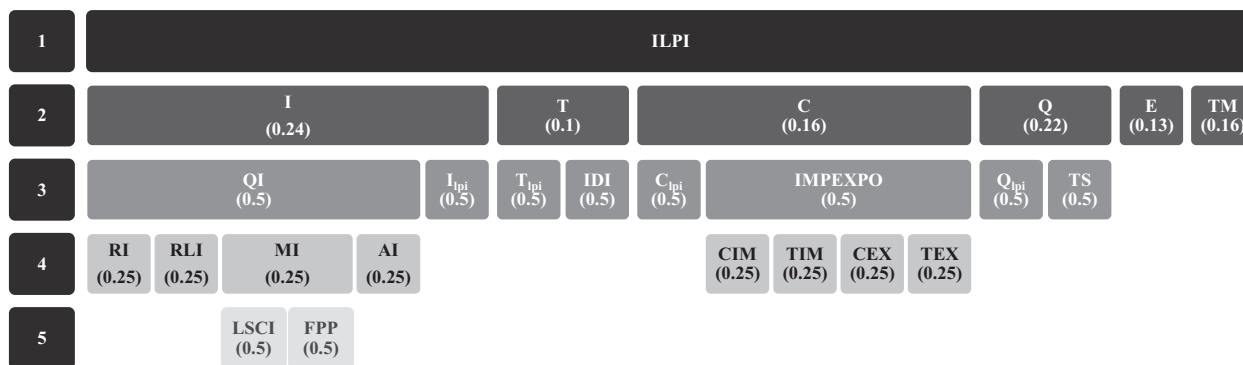 1
ILPI
2
I
(0.24)
T
(0.1)
C
(0.16)
Q
(0.22)
E
(0.13)
TM
(0.16)
3
QI
(0.5)
Ilpi
(0.5)
Tlpi
(0.5)
IDI
(0.5)
Clpi
(0.5)
IMPEXPO
(0.5)
Qlpi
(0.5)
TS
(0.5)
4
RI
(0.25)
RLI
(0.25)
MI
(0.25)
AI
(0.25)
CIM
(0.25)
TIM
(0.25)
CEX
(0.25)
TEX
(0.25)
5
LSCI
(0.5)
FPP
(0.5)